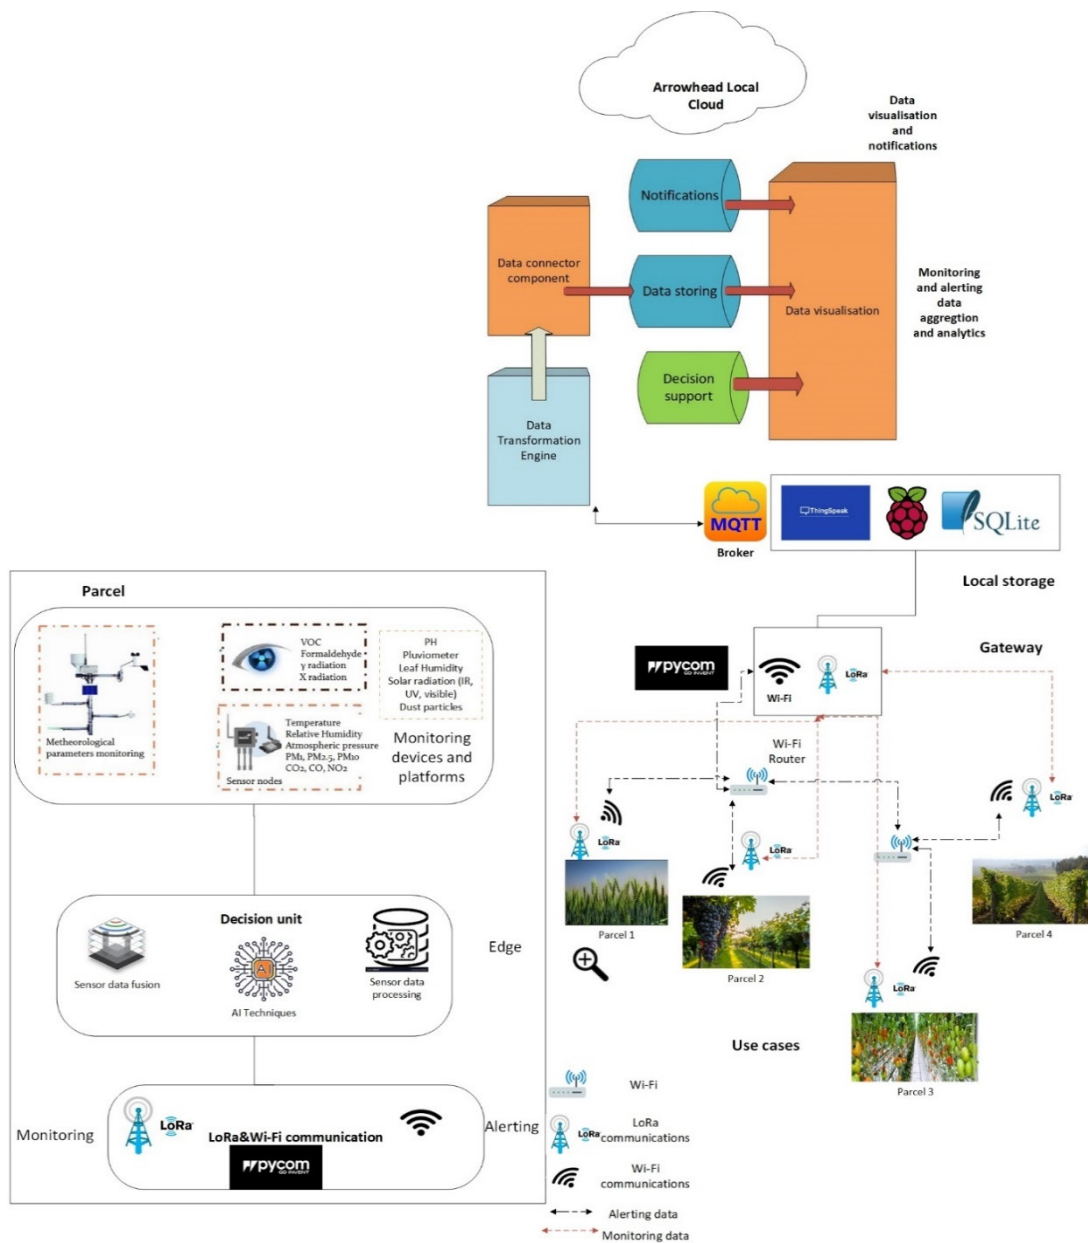 Arrowhead Local
Cloud
Data
visualisation
and
notifications
Notifications
Data connector
component
Data storing
Data visualisation
Monitoring
and alerting
data
aggregtion
and analytics
Decision
support
Data
Transformation
Engine
MQTT
Broker
ThingSpeak
SQLite
Local storage
Parcel
Metheorological
parameters monitoring
VOC
Formaldehyde
γ radiation
X radiation
PH
Pluviometer
Leaf Humidity
Solar radiation (IR,
UV, visible)
Dust particles
Temperature
Relative Humidity
Atmospheric pressure
PM1, PM2.5, PM10
CO2, CO, NO2
Sensor nodes
Monitoring
devices and
platforms
pycom
GO INVENT
Wi-Fi
LoRa
Gateway
Wi-Fi
Router
LoRa
Parcel 1
LoRa
Parcel 2
LoRa
Parcel 4
LoRa
Parcel 3
Use cases
Decision unit
Sensor data fusion
AI
AI Techniques
Sensor data
processing
Edge
Monitoring
LoRa
LoRa&Wi-Fi communication
pycom
GO INVENT
Alerting
Wi-Fi
LoRa
LoRa
communications
Wi-Fi
communications
Alerting data
Monitoring data